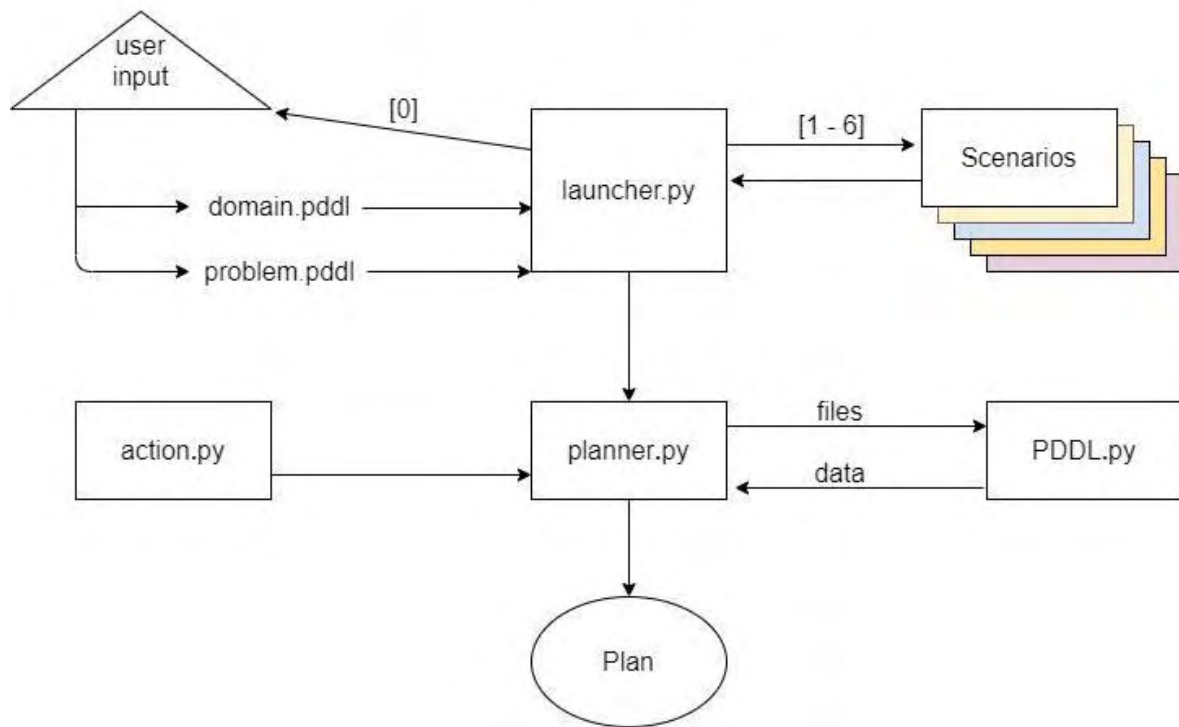 user
input
[0]
[1 - 6]
Scenarios
launcher.py
domain.pddl
problem.pddl
action.py
planner.py
files
data
PDDL.py
Plan